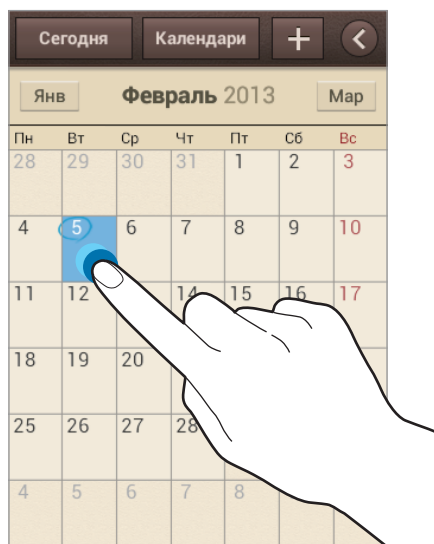 Сегодня Календари +
Янв Февраль 2013 Мар
Пн Вт Ср Чт Пт Сб Вс
28 29 30 31 1 2 3
4 5 6 7 8 9 10
11 12 14 15 16 17
18 19 20
25 26 27 28
4 5 6 7 8